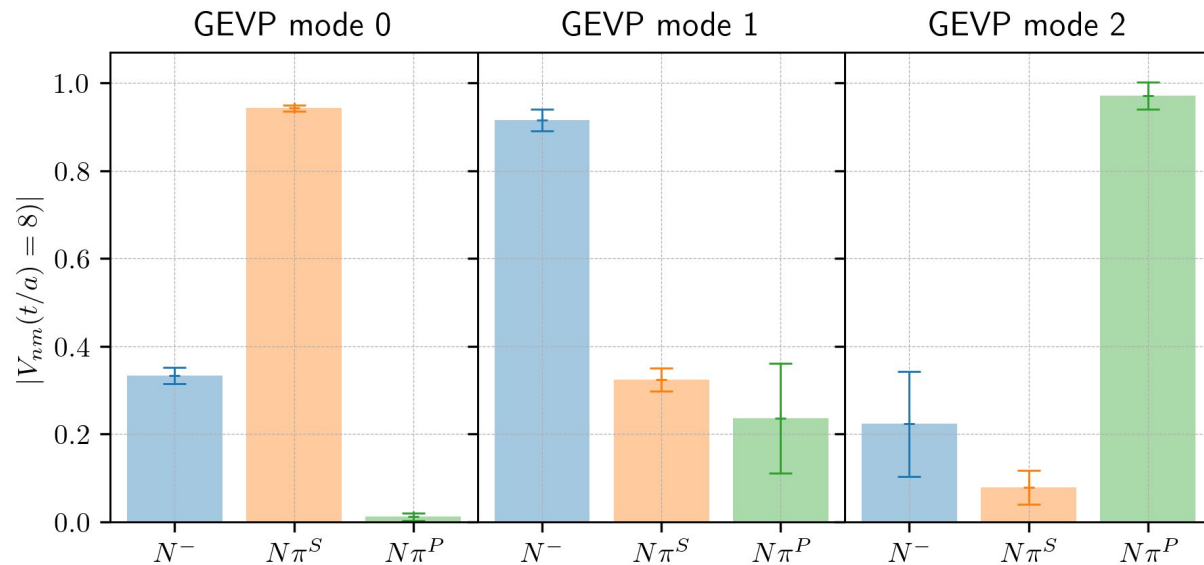 GEVP mode 0 GEVP mode 1 GEVP mode 2
|V_{nm}(t/a) = 8)|
1.0
0.8
0.6
0.4
0.2
0.0
N^- Nπ^S Nπ^P N^- Nπ^S Nπ^P N^- Nπ^S Nπ^P